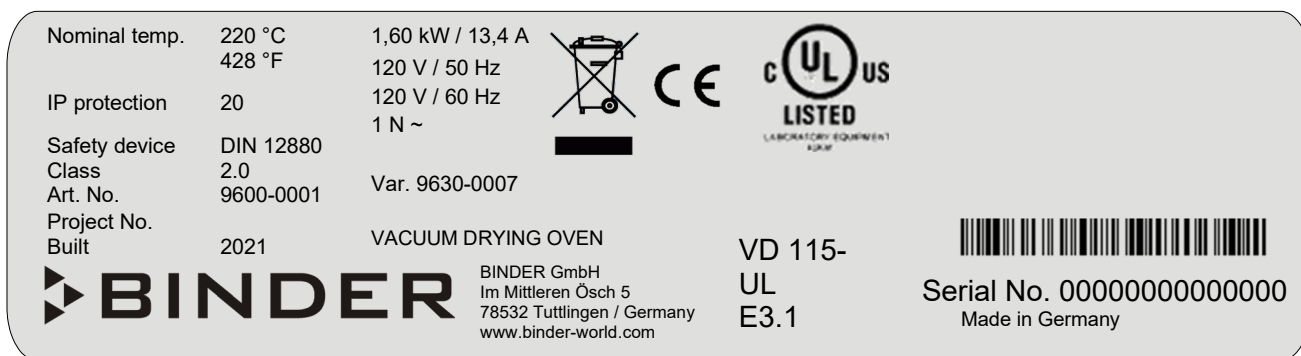 Nominal temp. 220 °C 1,60 kW / 13,4 A
428 °F 120 V / 50 Hz
IP protection 20 120 V / 60 Hz
1 N ~
Safety device DIN 12880
Class 2.0
Art. No. 9600-0001 Var. 9630-0007
Project No.
Built 2021 VACUUM DRYING OVEN
CE
C UL US
LISTED
LABORATORY EQUIPMENT
BINDER
BINDER GmbH
Im Mittleren Ösch 5
78532 Tuttlingen / Germany
www.binder-world.com
VD 115-
UL
E3.1
Serial No. 00000000000000
Made in Germany